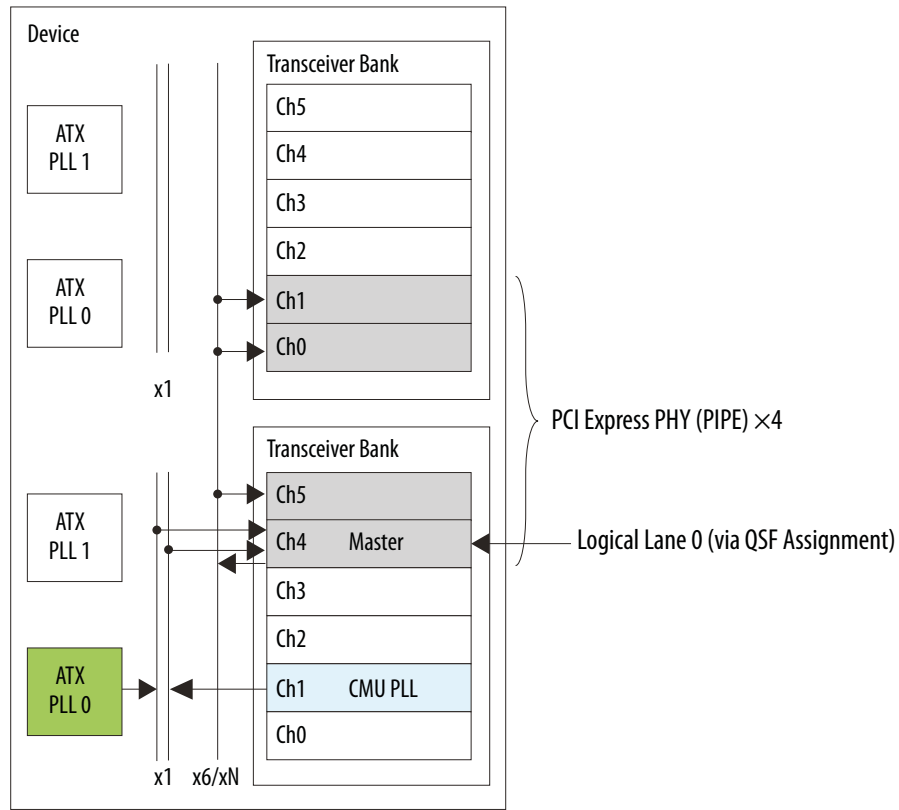 Device
Transceiver Bank
Ch5
ATX
PLL 1
Ch4
Ch3
Ch2
ATX
PLL 0
Ch1
Ch0
x1
PCI Express PHY (PIPE) ×4
Transceiver Bank
Ch5
ATX
PLL 1
Ch4 Master
Logical Lane 0 (via QSF Assignment)
Ch3
Ch2
ATX
PLL 0
Ch1 CMU PLL
Ch0
x1 x6/xN